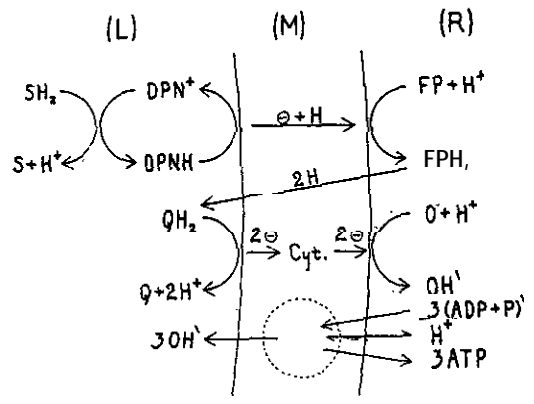 (L) (M) (R)
SH₂ DPN⁺ FP+H⁺
⊖+H
S+H⁺ DPNH FPH,
2H
QH₂ O+H⁺
2⊖ Cyt. 2⊖
Q+2H⁺ OH'
3(ADP+P)'
3OH' H⁺
3ATP